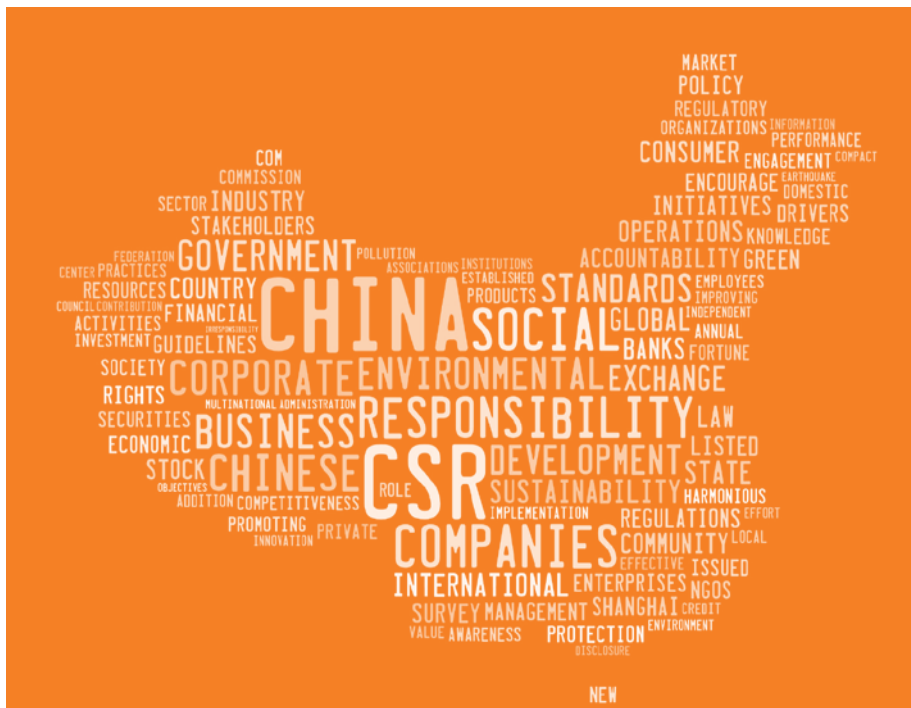 MARKET
POLICY
REGULATORY
ORGANIZATIONS INFORMATION
PERFORMANCE
CONSUMER ENGAGEMENT COMPACT
COM
COMMISSION
ENCOURAGE EARTHQUAKE
DOMESTIC
SECTOR INDUSTRY
INITIATIVES DRIVERS
STAKEHOLDERS
OPERATIONS KNOWLEDGE
FEDERATION GOVERNMENT POLLUTION
ACCOUNTABILITY GREEN
CENTER PRACTICES
ASSOCIATIONS INSTITUTIONS
ESTABLISHED
RESOURCES COUNTRY
PRODUCTS STANDARDS EMPLOYEES
IMPROVING
COUNCIL CONTRIBUTION FINANCIAL
CHINA SOCIAL GLOBAL INDEPENDENT
ACTIVITIES
IRRESPONSIBILITY
ANNUAL
INVESTMENT GUIDELINES
BANKS FORTUNE
SOCIETY CORPORATE ENVIRONMENTAL EXCHANGE
RIGHTS
MULTINATIONAL ADMINISTRATION
SECURITIES BUSINESS RESPONSIBILITY LAW
ECONOMIC
LISTED
STOCK CHINESE CSR DEVELOPMENT STATE
OBJECTIVES
ROLE
SUSTAINABILITY HARMONIOUS
ADDITION COMPETITIVENESS
IMPLEMENTATION
REGULATIONS EFFORT
PROMOTING PRIVATE
INNOVATION
COMPANIES COMMUNITY LOCAL
EFFECTIVE ISSUED
INTERNATIONAL ENTERPRISES NGOS
SURVEY MANAGEMENT SHANGHAI CREDIT
ENVIRONMENT
VALUE AWARENESS PROTECTION
DISCLOSURE
NEW